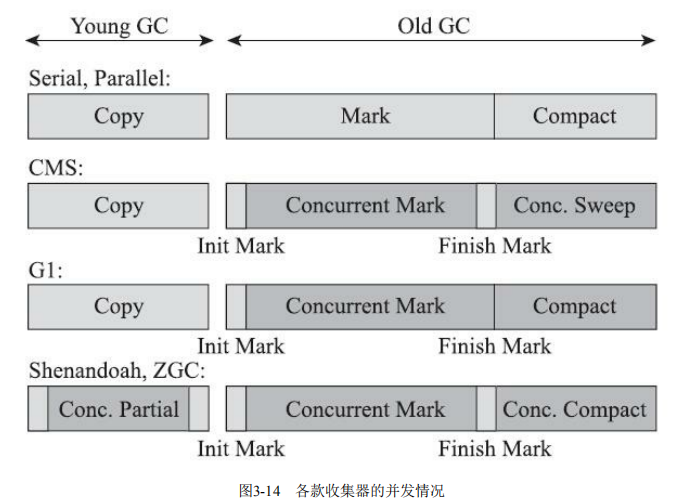 Young GC Old GC
Serial, Parallel:
Copy Mark Compact
CMS:
Copy Concurrent Mark Conc. Sweep
Init Mark Finish Mark
G1:
Copy Concurrent Mark Compact
Init Mark Finish Mark
Shenandoah, ZGC:
Conc. Partial Concurrent Mark Conc. Compact
Init Mark Finish Mark
图3-14 各款收集器的并发情况